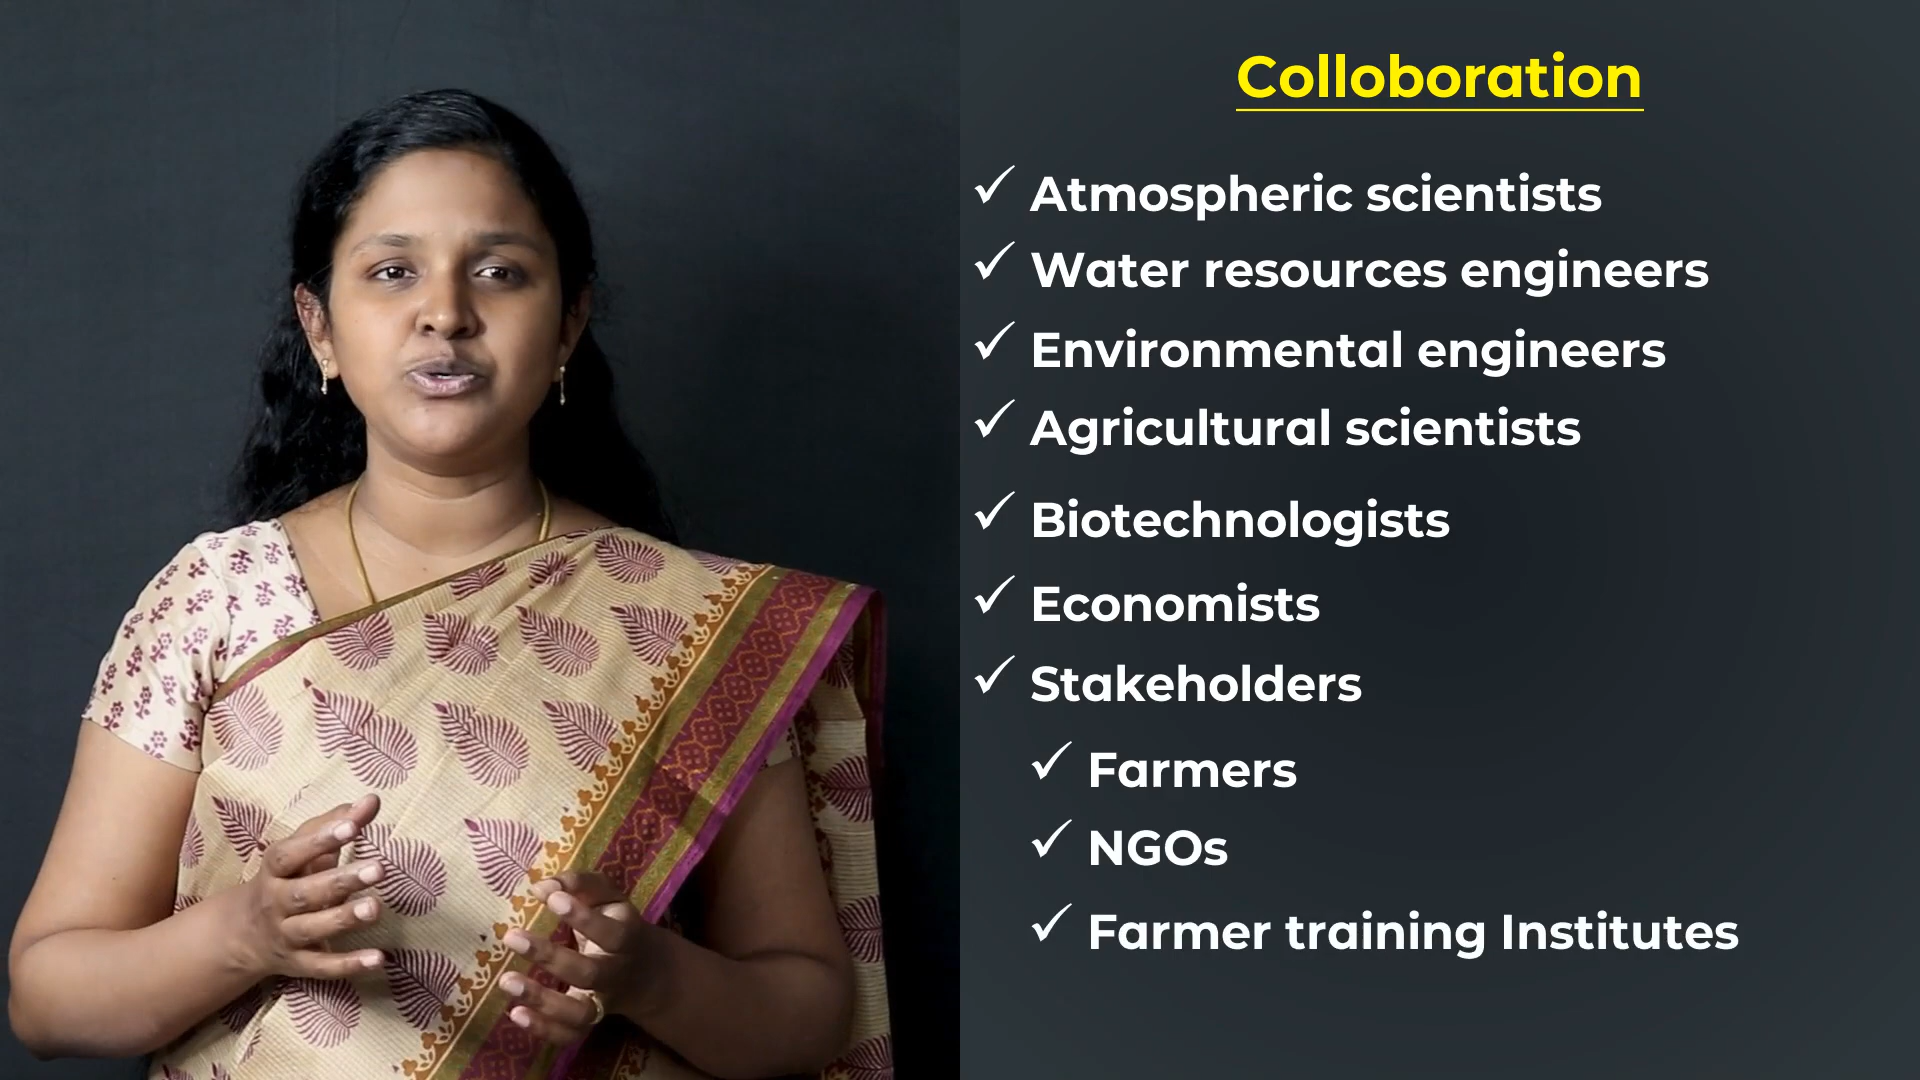 Colloboration
✓ Atmospheric scientists
✓ Water resources engineers
✓ Environmental engineers
✓ Agricultural scientists
✓ Biotechnologists
✓ Economists
✓ Stakeholders
✓ Farmers
✓ NGOs
✓ Farmer training Institutes